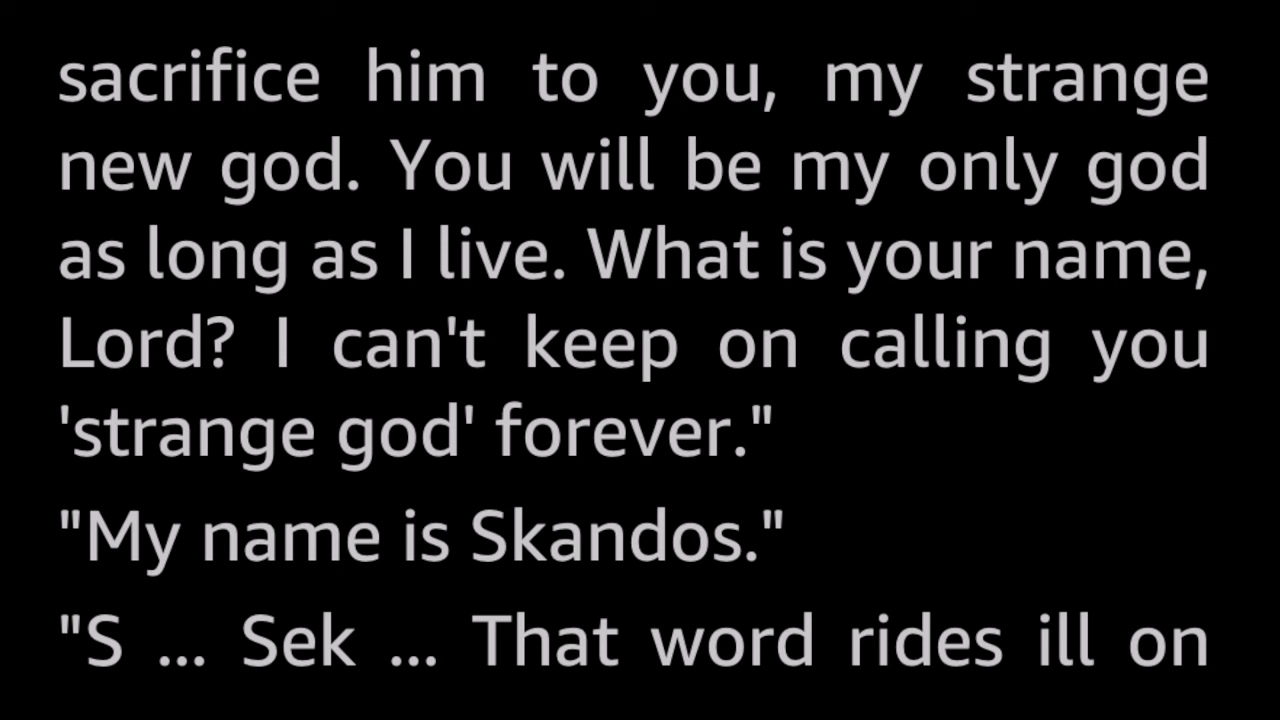 sacrifice him to you, my strange
new god. You will be my only god
as long as I live. What is your name,
Lord? I can't keep on calling you
'strange god' forever."
"My name is Skandos."
"S ... Sek ... That word rides ill on